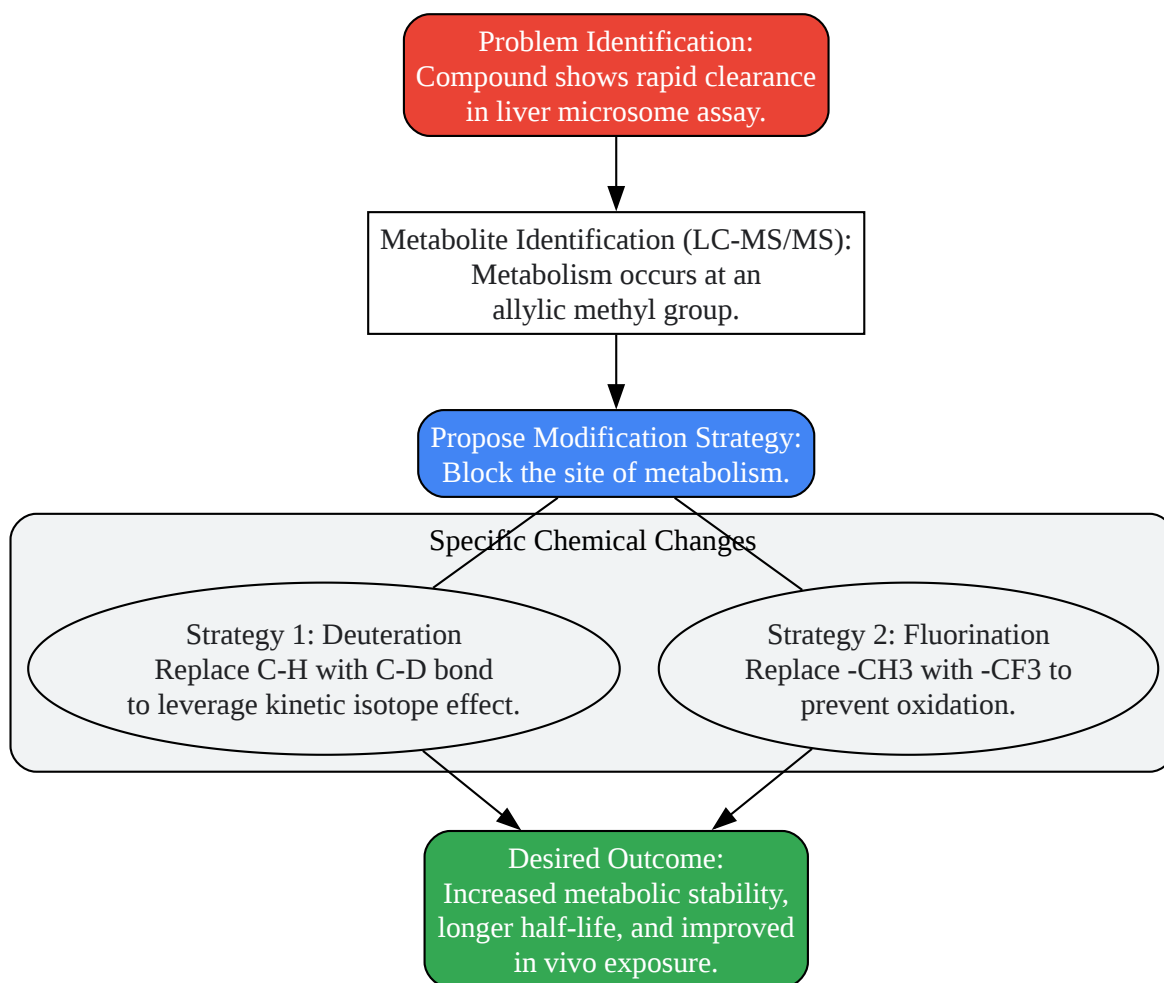 Problem Identification:
Compound shows rapid clearance
in liver microsome assay.
Metabolite Identification (LC-MS/MS):
Metabolism occurs at an
allylic methyl group.
Propose Modification Strategy:
Block the site of metabolism.
Specific Chemical Changes
Strategy 1: Deuteration
Replace C-H with C-D bond
to leverage kinetic isotope effect.
Strategy 2: Fluorination
Replace -CH3 with -CF3 to
prevent oxidation.
Desired Outcome:
Increased metabolic stability,
longer half-life, and improved
in vivo exposure.